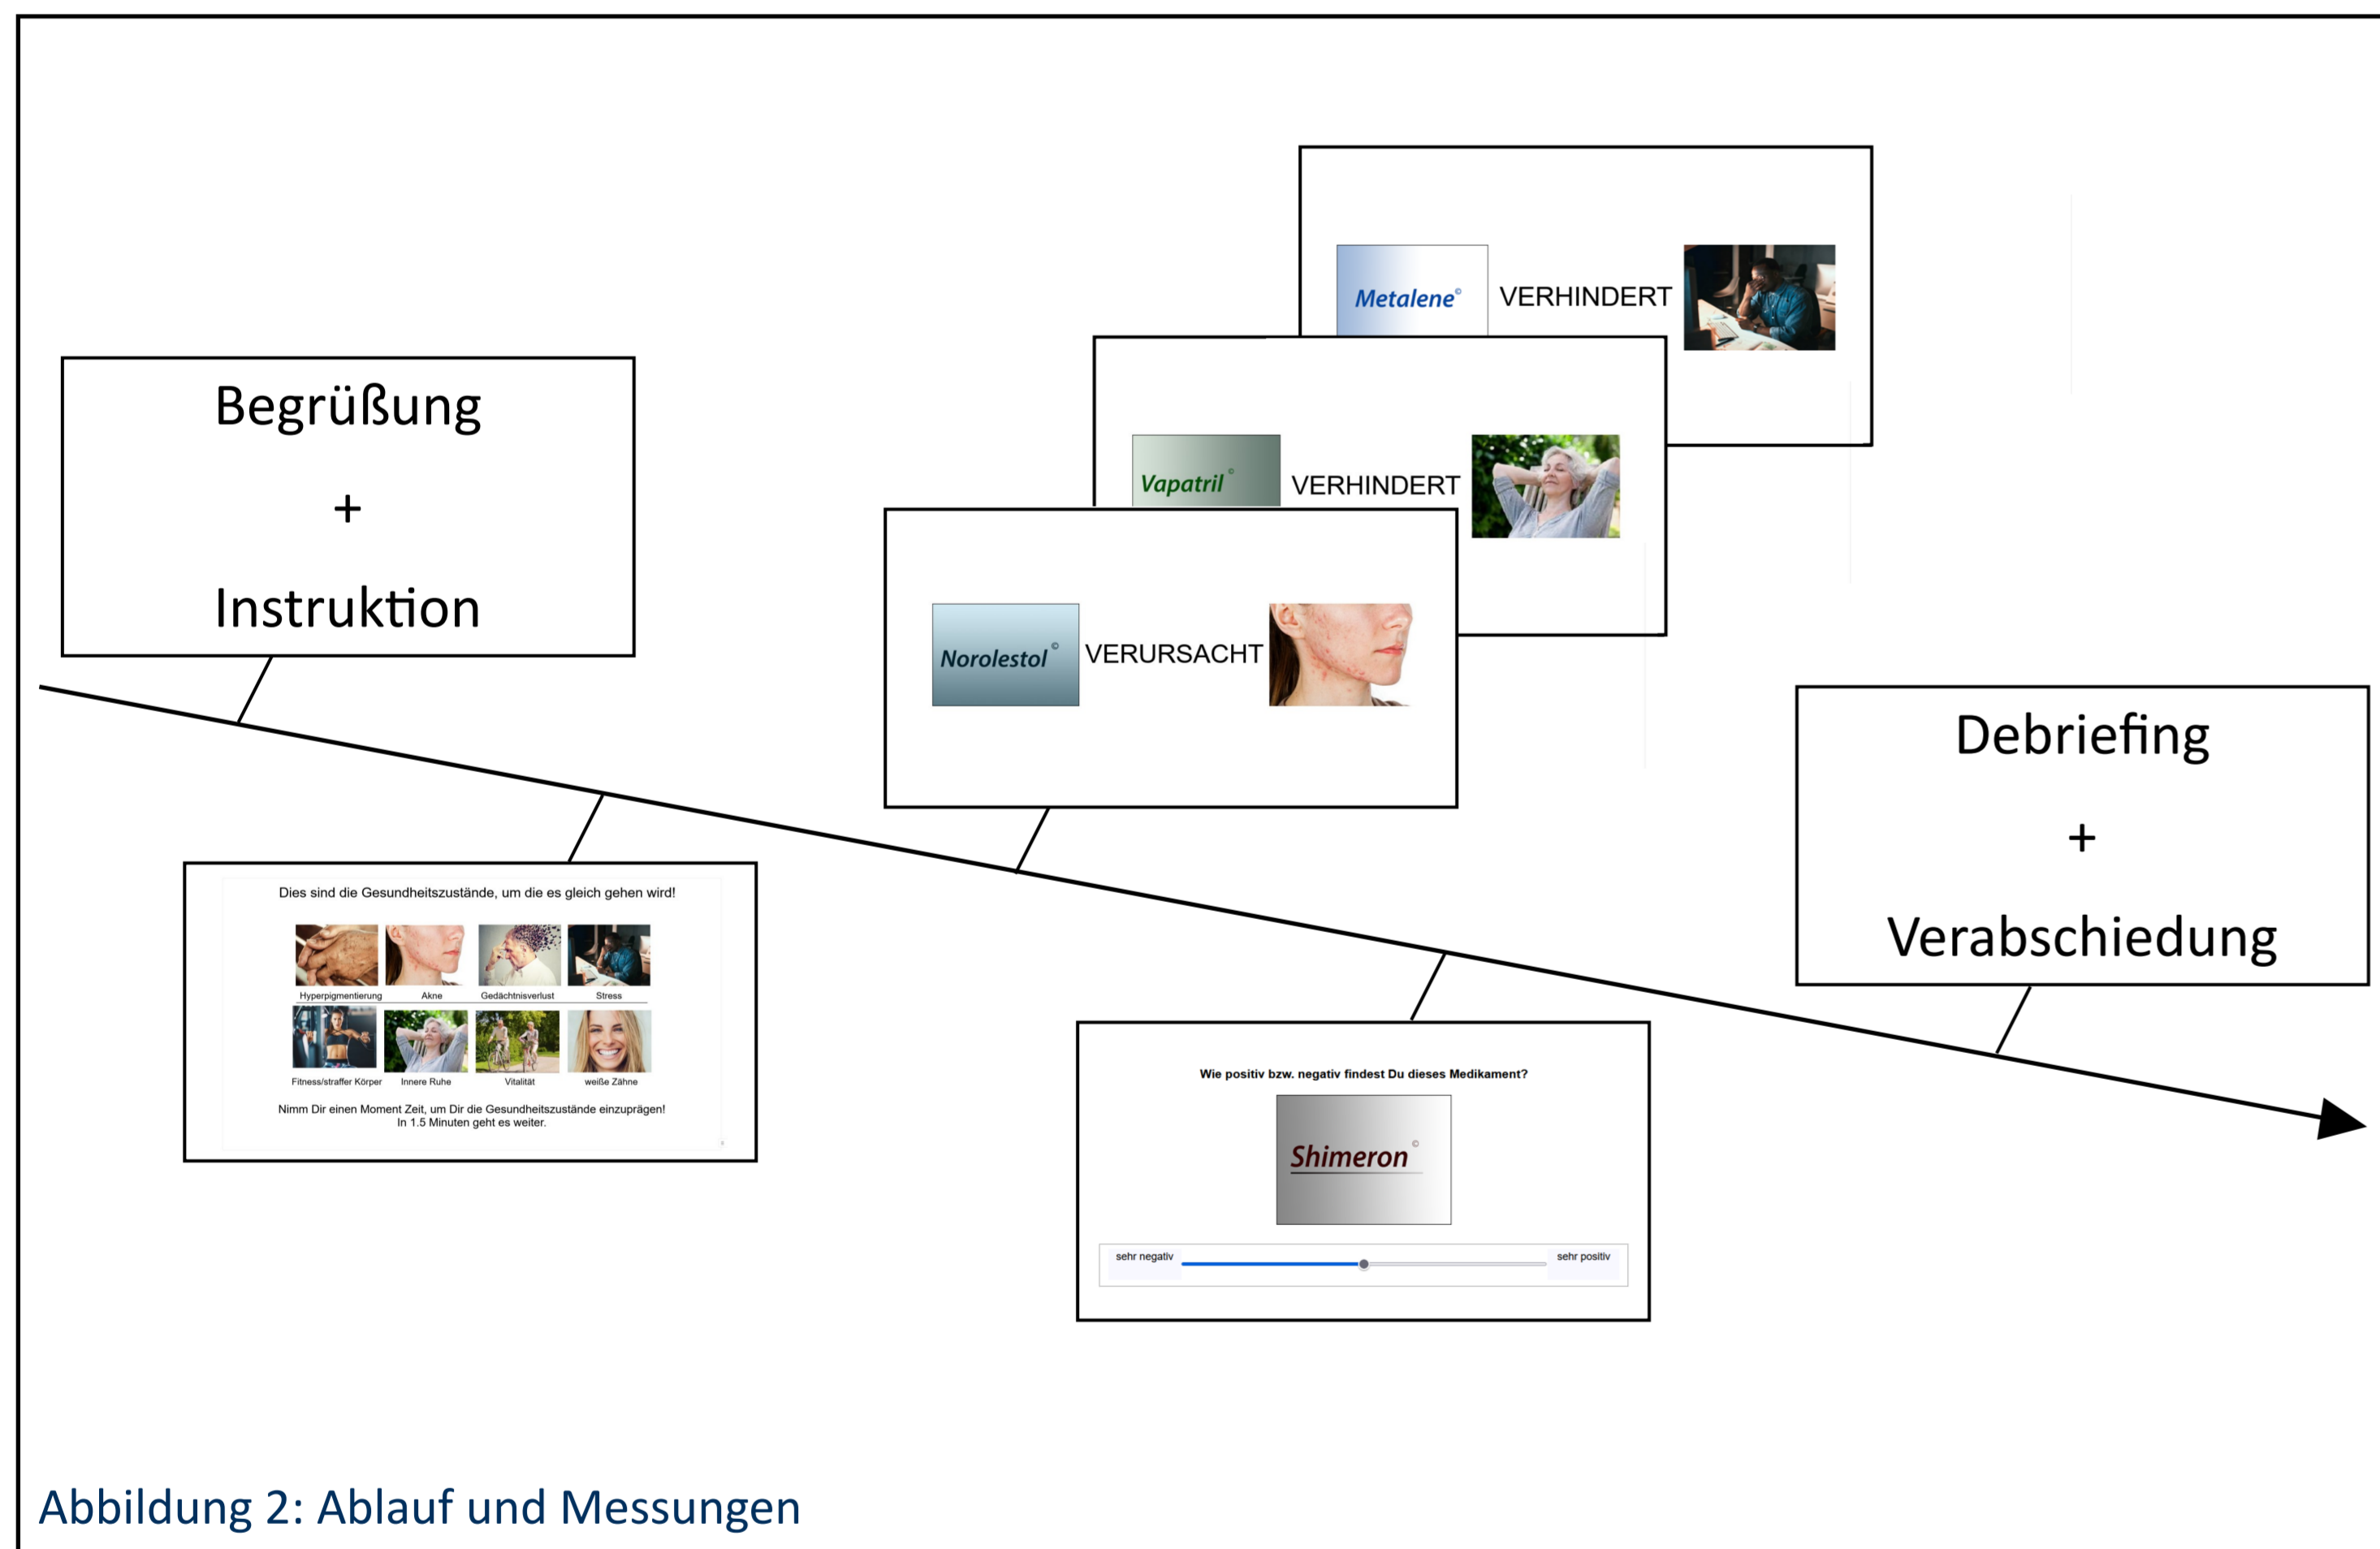 Metalene©
VERHINDERT
Vapatril©
VERHINDERT
Norolestol©
VERURSACHT
Begrüßung
+
Instruktion
Dies sind die Gesundheitszustände, um die es gleich gehen wird!
Hyperpigmentierung Akne Gedächtnisverlust Stress
Fitness/straffer Körper Innere Ruhe Vitalität weiße Zähne
Nimm Dir einen Moment Zeit, um Dir die Gesundheitszustände einzuprägen!
In 1.5 Minuten geht es weiter.
Wie positiv bzw. negativ findest Du dieses Medikament?
Shimeron©
sehr negativ sehr positiv
Debriefing
+
Verabschiedung
Abbildung 2: Ablauf und Messungen